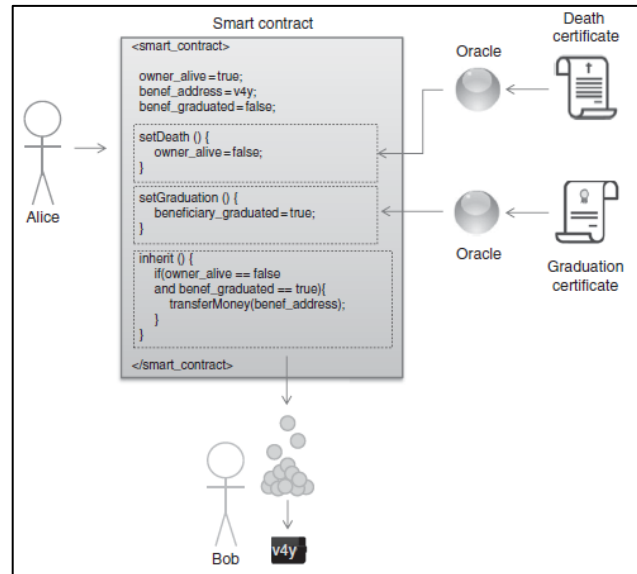 Smart contract
<smart_contract>
owner_alive=true;
benef_address=v4y;
benef_graduated=false;
setDeath () {
owner_alive=false;
}
setGraduation () {
beneficiary_graduated=true;
}
inherit () {
if(owner_alive == false
and benef_graduated == true){
transferMoney(benef_address);
}
}
</smart_contract>
Alice
Oracle
Death
certificate
Oracle
Graduation
certificate
Bob
v4y